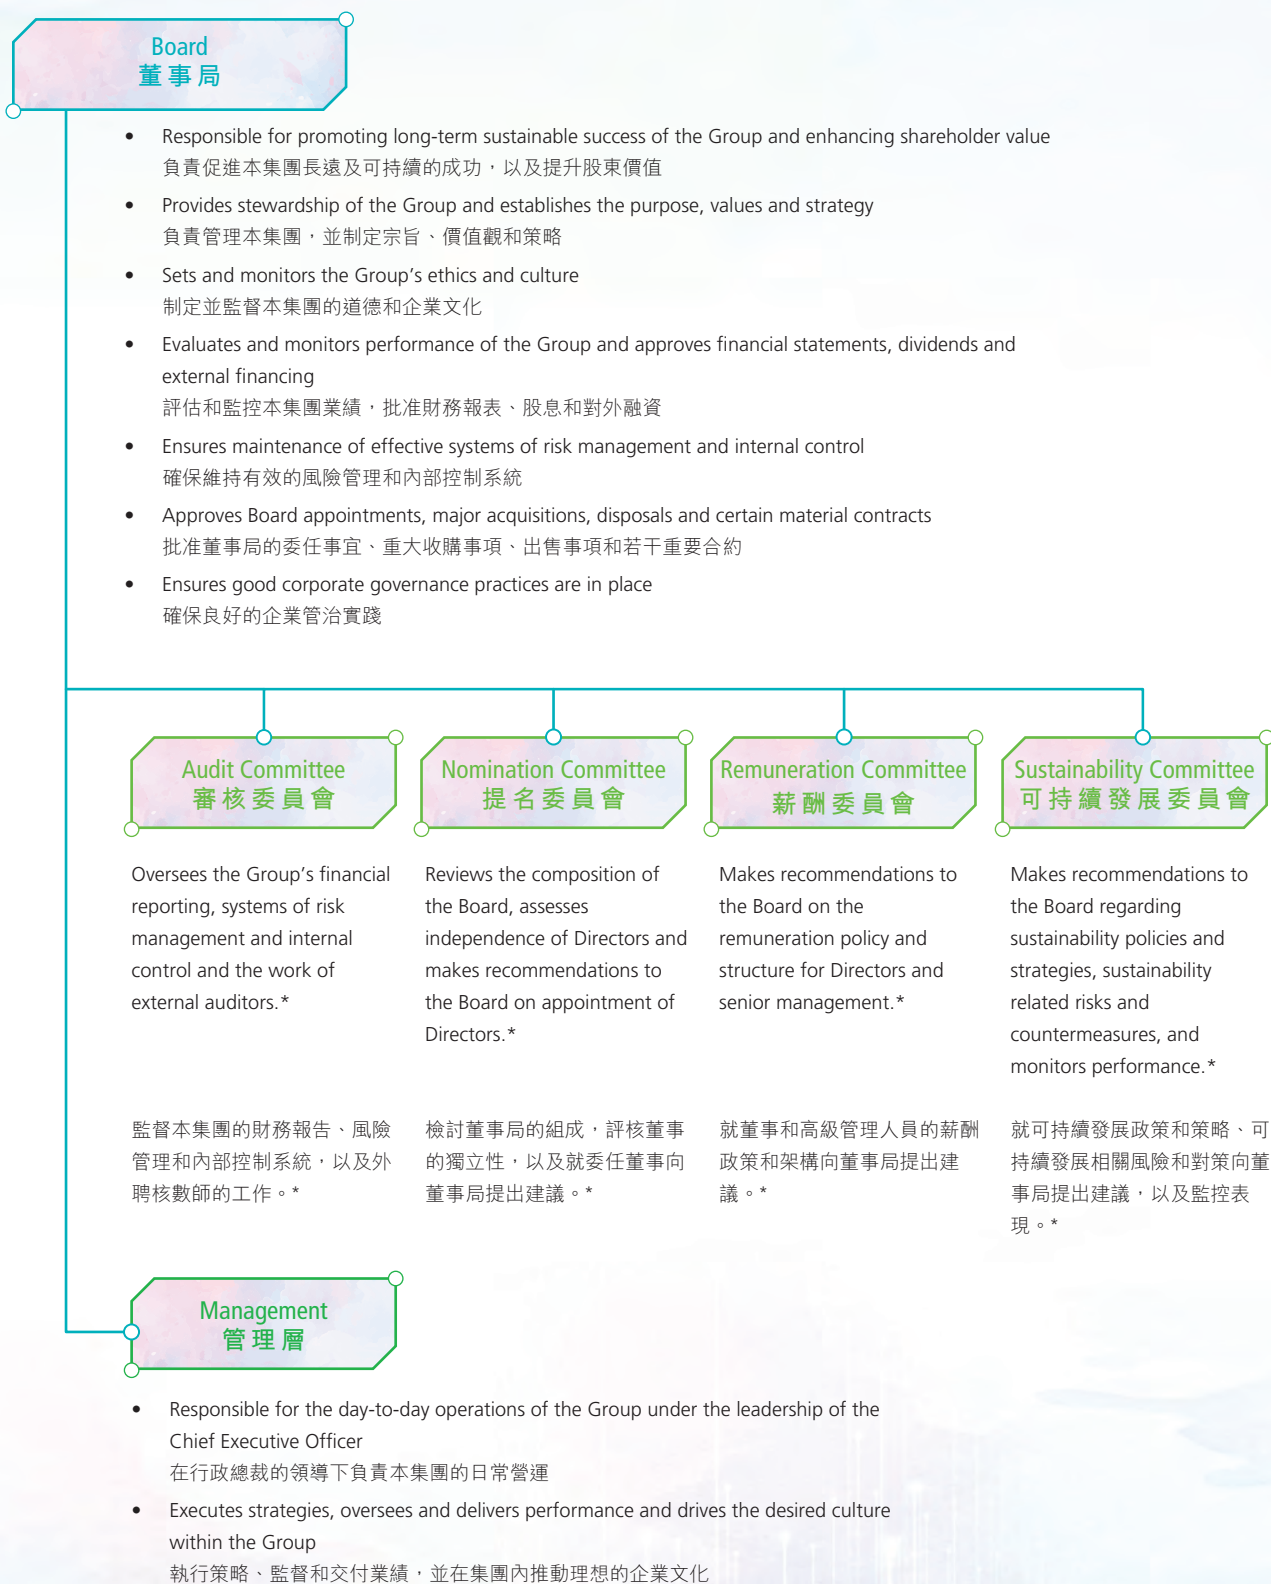 Board
董事局
• Responsible for promoting long-term sustainable success of the Group and enhancing shareholder value
負責促進本集團長遠及可持續的成功，以及提升股東價值
• Provides stewardship of the Group and establishes the purpose, values and strategy
負責管理本集團，並制定宗旨、價值觀和策略
• Sets and monitors the Group’s ethics and culture
制定並監督本集團的道德和企業文化
• Evaluates and monitors performance of the Group and approves financial statements, dividends and
external financing
評估和監控本集團業績，批准財務報表、股息和對外融資
• Ensures maintenance of effective systems of risk management and internal control
確保維持有效的風險管理和內部控制系統
• Approves Board appointments, major acquisitions, disposals and certain material contracts
批准董事局的委任事宜、重大收購事項、出售事項和若干重要合約
• Ensures good corporate governance practices are in place
確保良好的企業管治實踐
Audit Committee
審核委員會
Oversees the Group’s financial
reporting, systems of risk
management and internal
control and the work of
external auditors.*
監督本集團的財務報告、風險
管理和內部控制系統，以及外
聘核數師的工作。*
Nomination Committee
提名委員會
Reviews the composition of
the Board, assesses
independence of Directors and
makes recommendations to
the Board on appointment of
Directors.*
檢討董事局的組成，評核董事
的獨立性，以及就委任董事向
董事局提出建議。*
Remuneration Committee
薪酬委員會
Makes recommendations to
the Board on the
remuneration policy and
structure for Directors and
senior management.*
就董事和高級管理人員的薪酬
政策和架構向董事局提出建
議。*
Sustainability Committee
可持續發展委員會
Makes recommendations to
the Board regarding
sustainability policies and
strategies, sustainability
related risks and
countermeasures, and
monitors performance.*
就可持續發展政策和策略、可
持續發展相關風險和對策向董
事局提出建議，以及監控表
現。*
Management
管理層
• Responsible for the day-to-day operations of the Group under the leadership of the
Chief Executive Officer
在行政總裁的領導下負責本集團的日常營運
• Executes strategies, oversees and delivers performance and drives the desired culture
within the Group
執行策略、監督和交付業績，並在集團內推動理想的企業文化